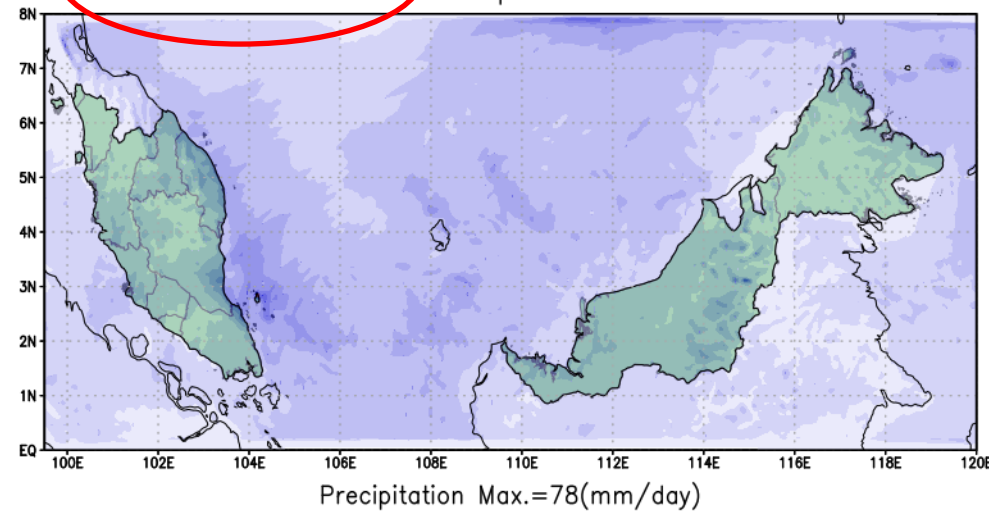 8N
7N
6N
5N
4N
3N
2N
1N
EQ
100E 102E 104E 106E 108E 110E 112E 114E 116E 118E 120E
Precipitation Max.=78(mm/day)